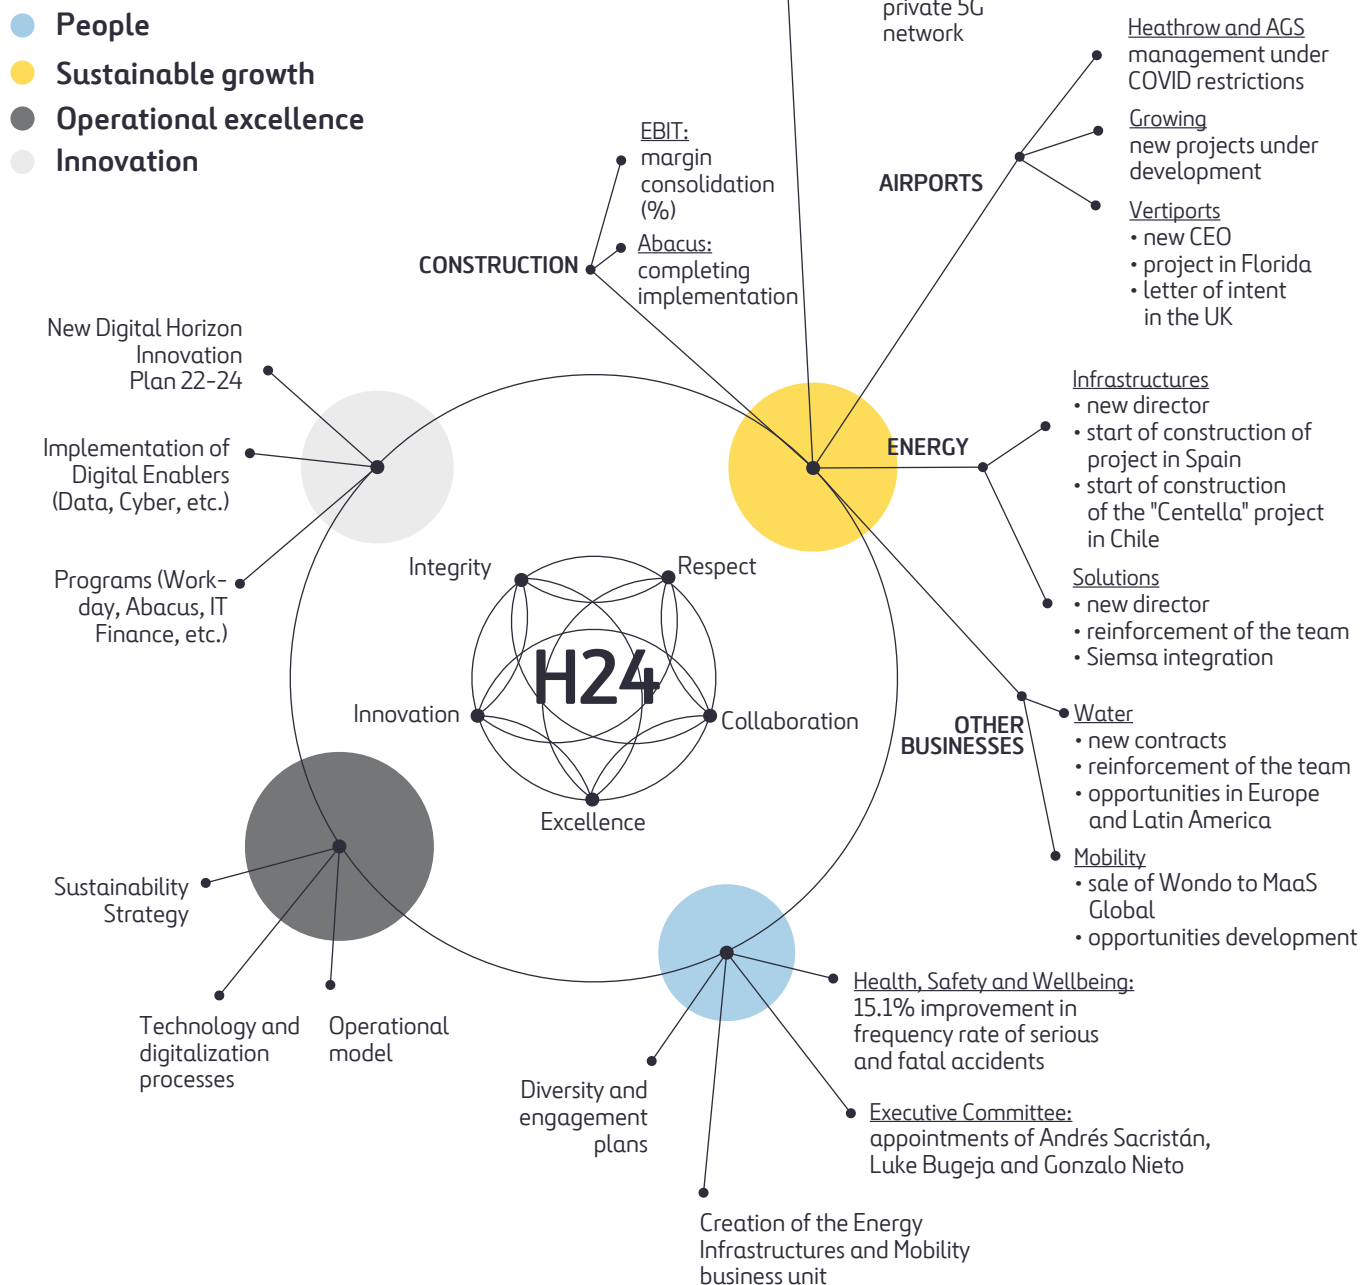 People
Sustainable growth
Operational excellence
Innovation
private 5G
network
Heathrow and AGS
management under
COVID restrictions
Growing
new projects under
development
Vertiports
• new CEO
• project in Florida
• letter of intent
in the UK
AIRPORTS
EBIT:
margin
consolidation
(%)
Abacus:
completing
implementation
CONSTRUCTION
New Digital Horizon
Innovation
Plan 22-24
Implementation of
Digital Enablers
(Data, Cyber, etc.)
Programs (Work-
day, Abacus, IT
Finance, etc.)
ENERGY
Infrastructures
• new director
• start of construction of
project in Spain
• start of construction
of the "Centella" project
in Chile
Solutions
• new director
• reinforcement of the team
• Siemsa integration
Integrity
Respect
H24
Innovation
Collaboration
Excellence
OTHER
BUSINESSES
Water
• new contracts
• reinforcement of the team
• opportunities in Europe
and Latin America
Mobility
• sale of Wondo to MaaS
Global
• opportunities development
Sustainability
Strategy
Technology and
digitalization
processes
Operational
model
Health, Safety and Wellbeing:
15.1% improvement in
frequency rate of serious
and fatal accidents
Diversity and
engagement
plans
Executive Committee:
appointments of Andrés Sacristán,
Luke Bugeja and Gonzalo Nieto
Creation of the Energy
Infrastructures and Mobility
business unit